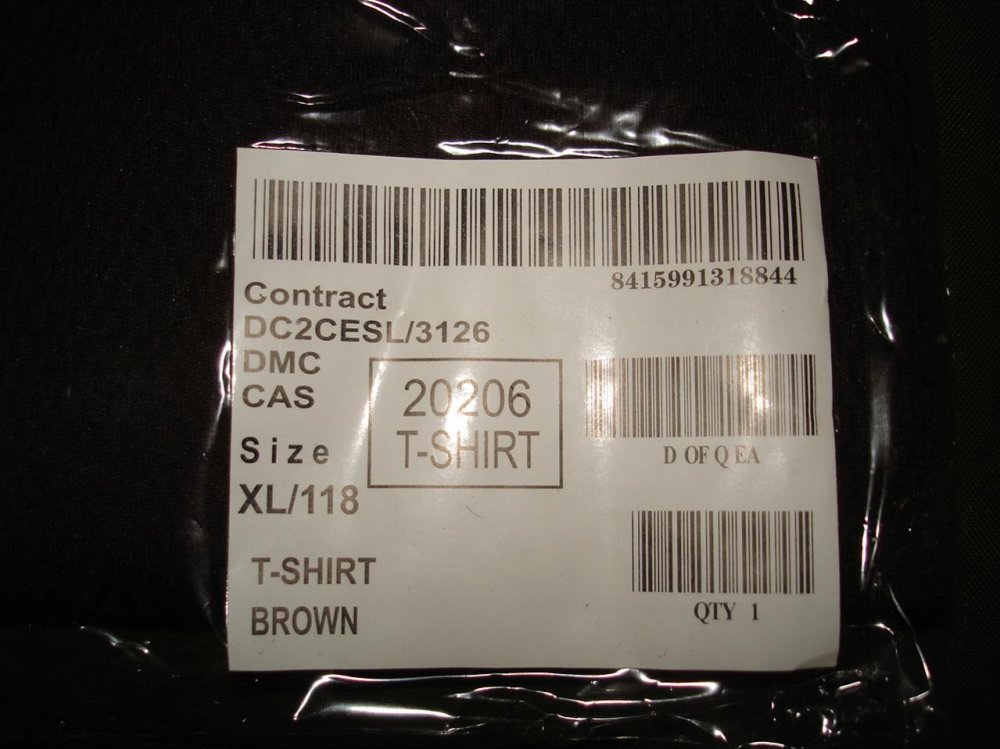 8415991318844
Contract
DC2CESL/3126
DMC
CAS
20206
T-SHIRT
D OF Q EA
Size
XL/118
QTY 1
T-SHIRT
BROWN